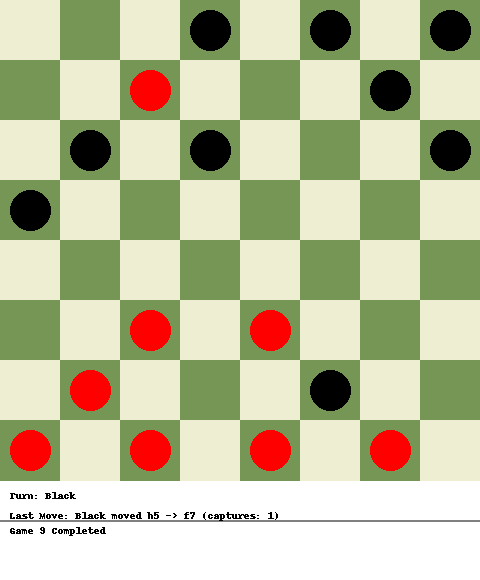 Turn: Black
Last Move: Black moved h5 -> f7 (captures: 1)
Game 9 Completed